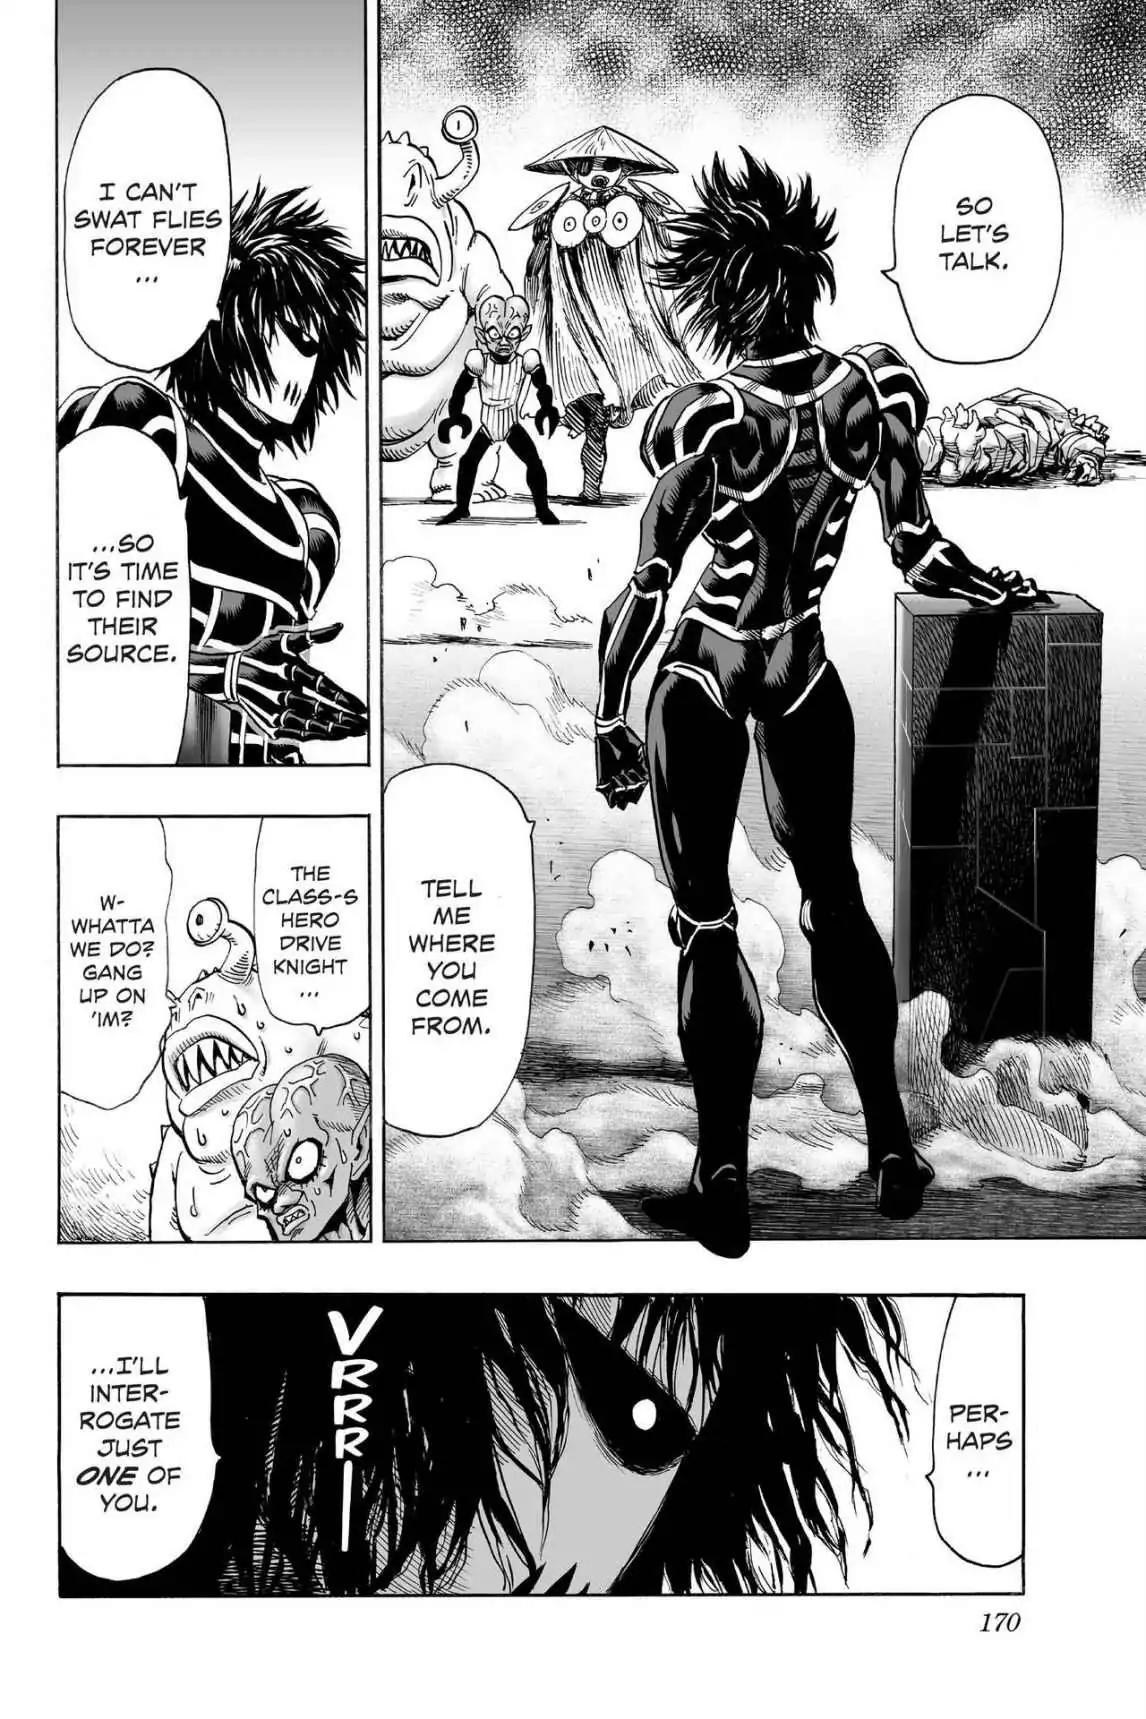 SO
LET'S
TALK.
TELL
ME
WHERE
YOU
COME
FROM.
I CAN'T
SWAT FLIES
FOREVER
...
...SO
IT'S TIME
TO FIND
THEIR
SOURCE.
THE
CLASS-S
HERO
DRIVE
KNIGHT
...
W-
WHATTA
WE DO?
GANG
UP ON
'IM?
PER-
HAPS
...
VRRR
...I'LL
INTER-
ROGATE
JUST
ONE OF
YOU.
170